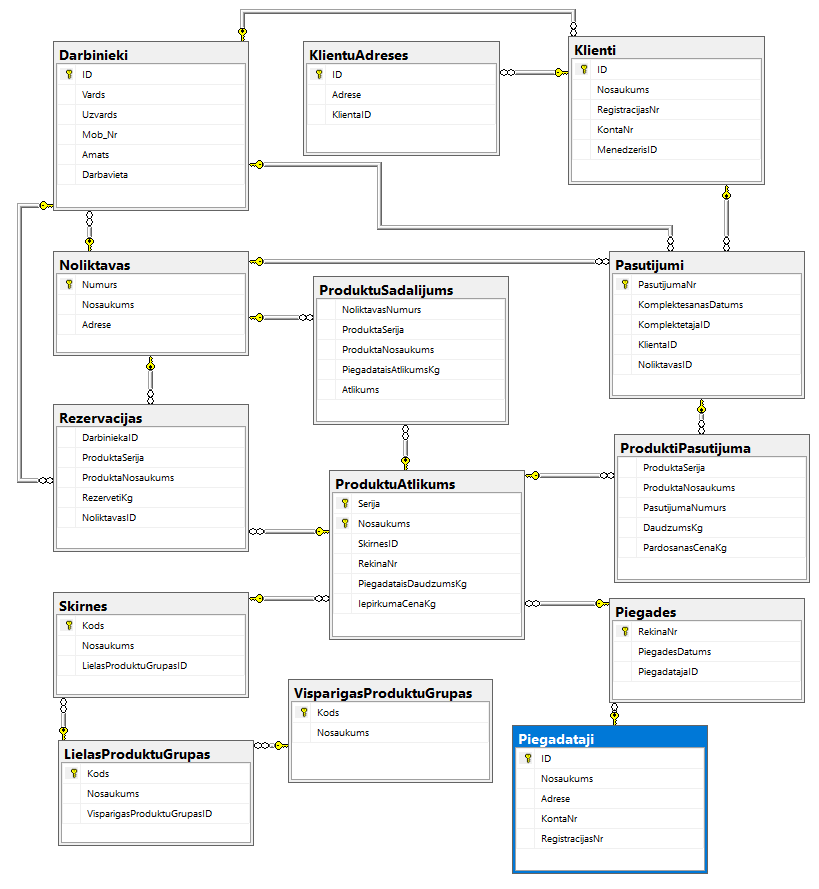 Darbinieki
ID
Vards
Uzvards
Mob_Nr
Amats
Darbavieta
KlientuAdreses
ID
Adrese
KlientaID
Klienti
ID
Nosaukums
RegistracijasNr
KontaNr
MenedzerisID
Noliktavas
Numurs
Nosaukums
Adrese
ProduktuSadalijums
NoliktavasNumurs
ProduktaSerija
ProduktaNosaukums
PiegadataisAtlikumsKg
Atlikums
Pasutijumi
PasutijumaNr
KomplektesanasDatums
KomplektetajaID
KlientaID
NoliktavasID
Rezervacijas
DarbiniekaID
ProduktaSerija
ProduktaNosaukums
RezervetiKg
NoliktavasID
ProduktuAtlikums
Serija
Nosaukums
SkirnesID
RekinaNr
PiegadataisDaudzumsKg
IepirkumaCenaKg
ProduktiPasutijuma
ProduktaSerija
ProduktaNosaukums
PasutijumaNumurs
DaudzumsKg
PardosanasCenaKg
Skirnes
Kods
Nosaukums
LielasProduktuGrupasID
VisparigasProduktuGrupas
Kods
Nosaukums
Piegades
RekinaNr
PiegadesDatums
PiegadatajaID
LielasProduktuGrupas
Kods
Nosaukums
VisparigasProduktuGrupasID
Piegadataji
ID
Nosaukums
Adrese
KontaNr
RegistracijasNr